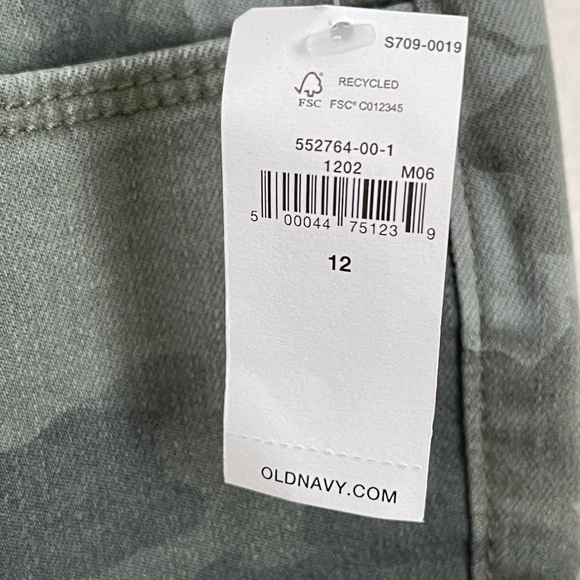 S709-0019
RECYCLED
FSC FSC® C012345
552764-00-1
1202 M06
5 00044 75123 9
12
OLDNAVY.COM